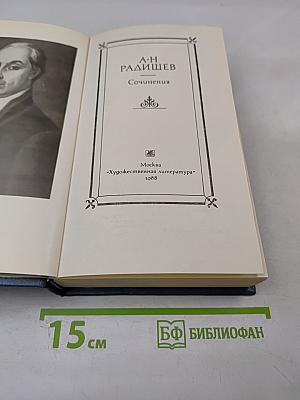 А·Н
РАДИЩЕВ
Сочинения
Москва
«Художественная литература»
1988
15 см
БФ БИБЛИОФАН